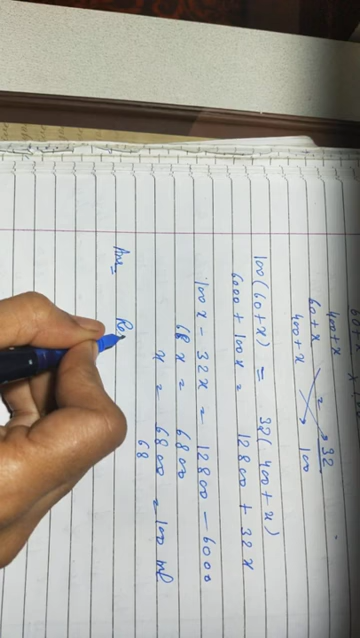 400 + x
60 + x = 32
400 + x 100
100 (60 + x) = 32 (400 + x)
6000 + 100x = 12800 + 32x
100x - 32x = 12800 - 6000
68x = 6800
x = 6800 = 100 ml
68
Ans =